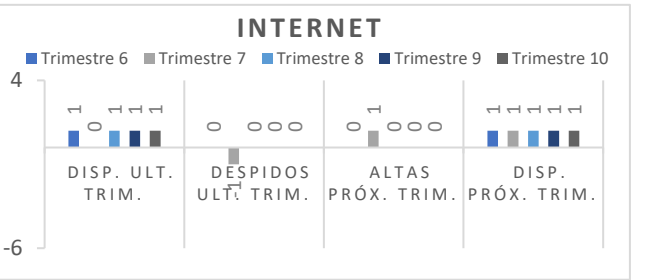 INTERNET
Trimestre 6 Trimestre 7 Trimestre 8 Trimestre 9 Trimestre 10
4
1 0 1 1 1 0 0 0 0 0 1 0 0 0 1 1 1 1 1
DISP. ULT. DESPIDOS ALTAS DISP.
TRIM. ULT. TRIM. PRÓX. TRIM. PRÓX. TRIM.
-1
-6